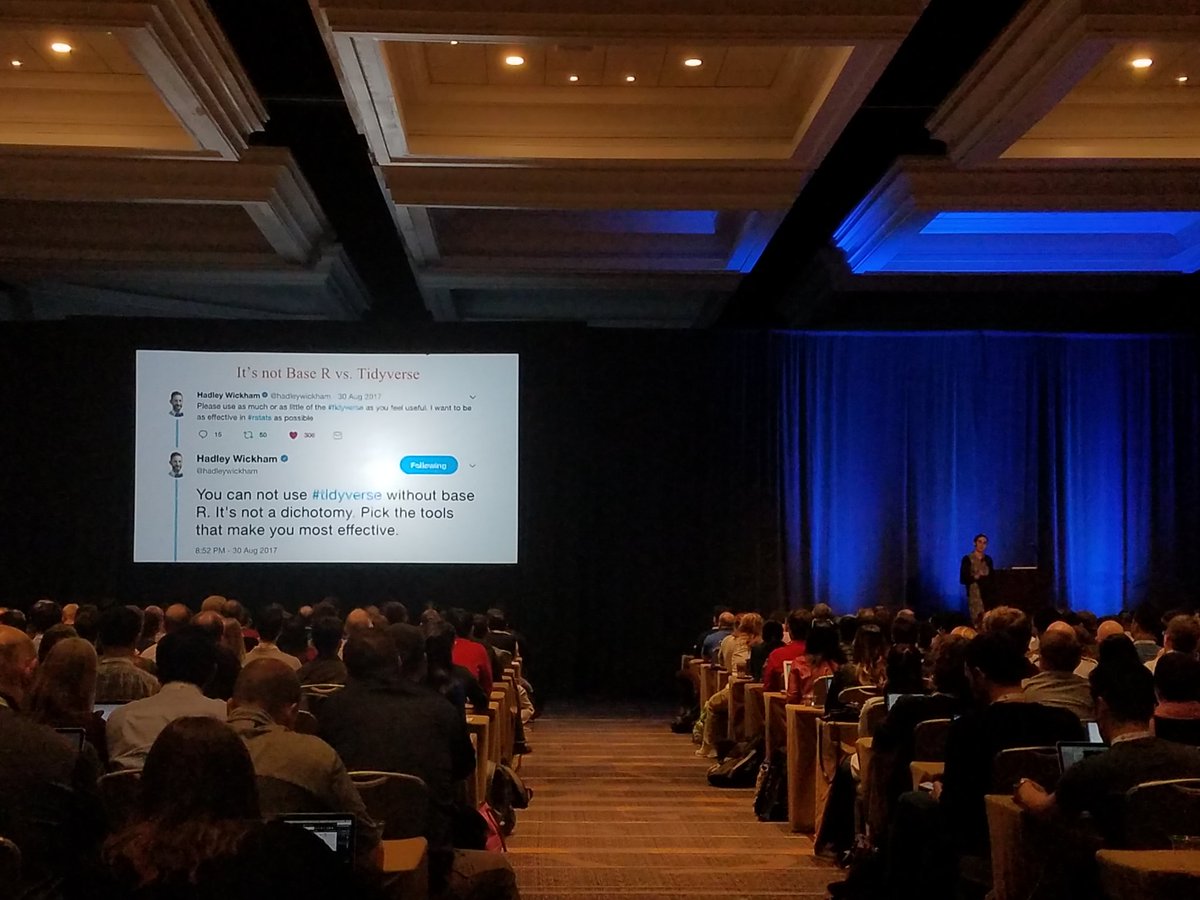 It's not Base R vs. Tidyverse
Hadley Wickham @hadleywickham · 30 Aug 2017
Please use as much or as little of the #tidyverse as you feel useful. I want to be
as effective in #rstats as possible
15 50 306
Hadley Wickham
@hadleywickham
Following
You can not use #tidyverse without base
R. It's not a dichotomy. Pick the tools
that make you most effective.
8:52 PM - 30 Aug 2017